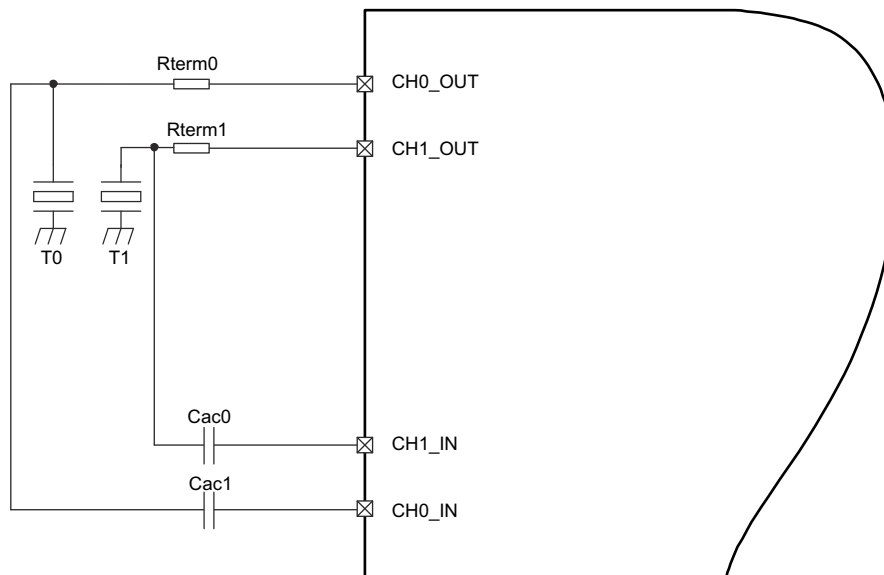 Rterm0
CH0_OUT
Rterm1
CH1_OUT
T0
T1
Cac0
CH1_IN
Cac1
CH0_IN